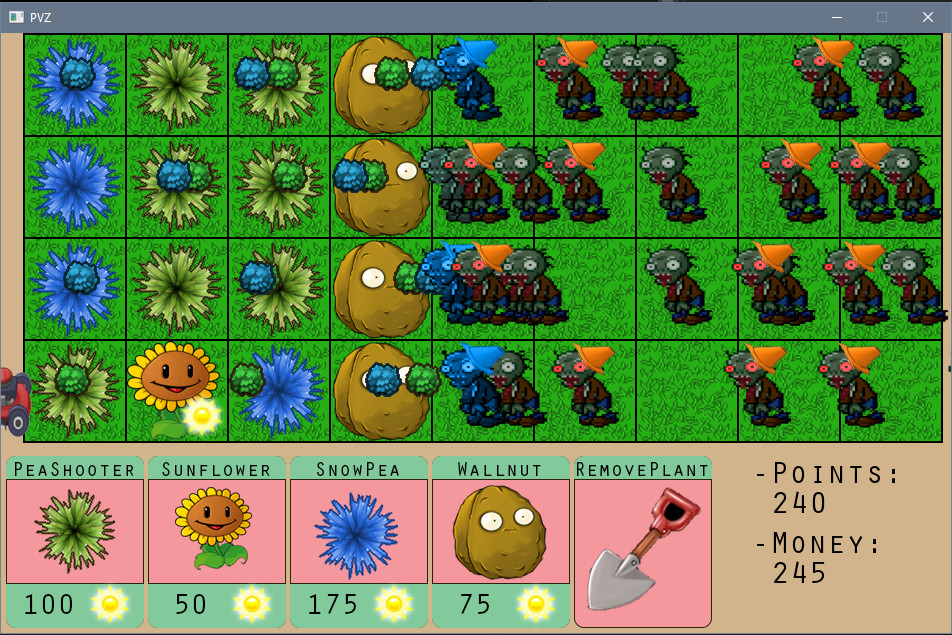 PVZ
PeaShooter
Sunflower
SnowPea
Wallnut
RemovePlant
100
50
175
75
-Points:
240
-Money:
245